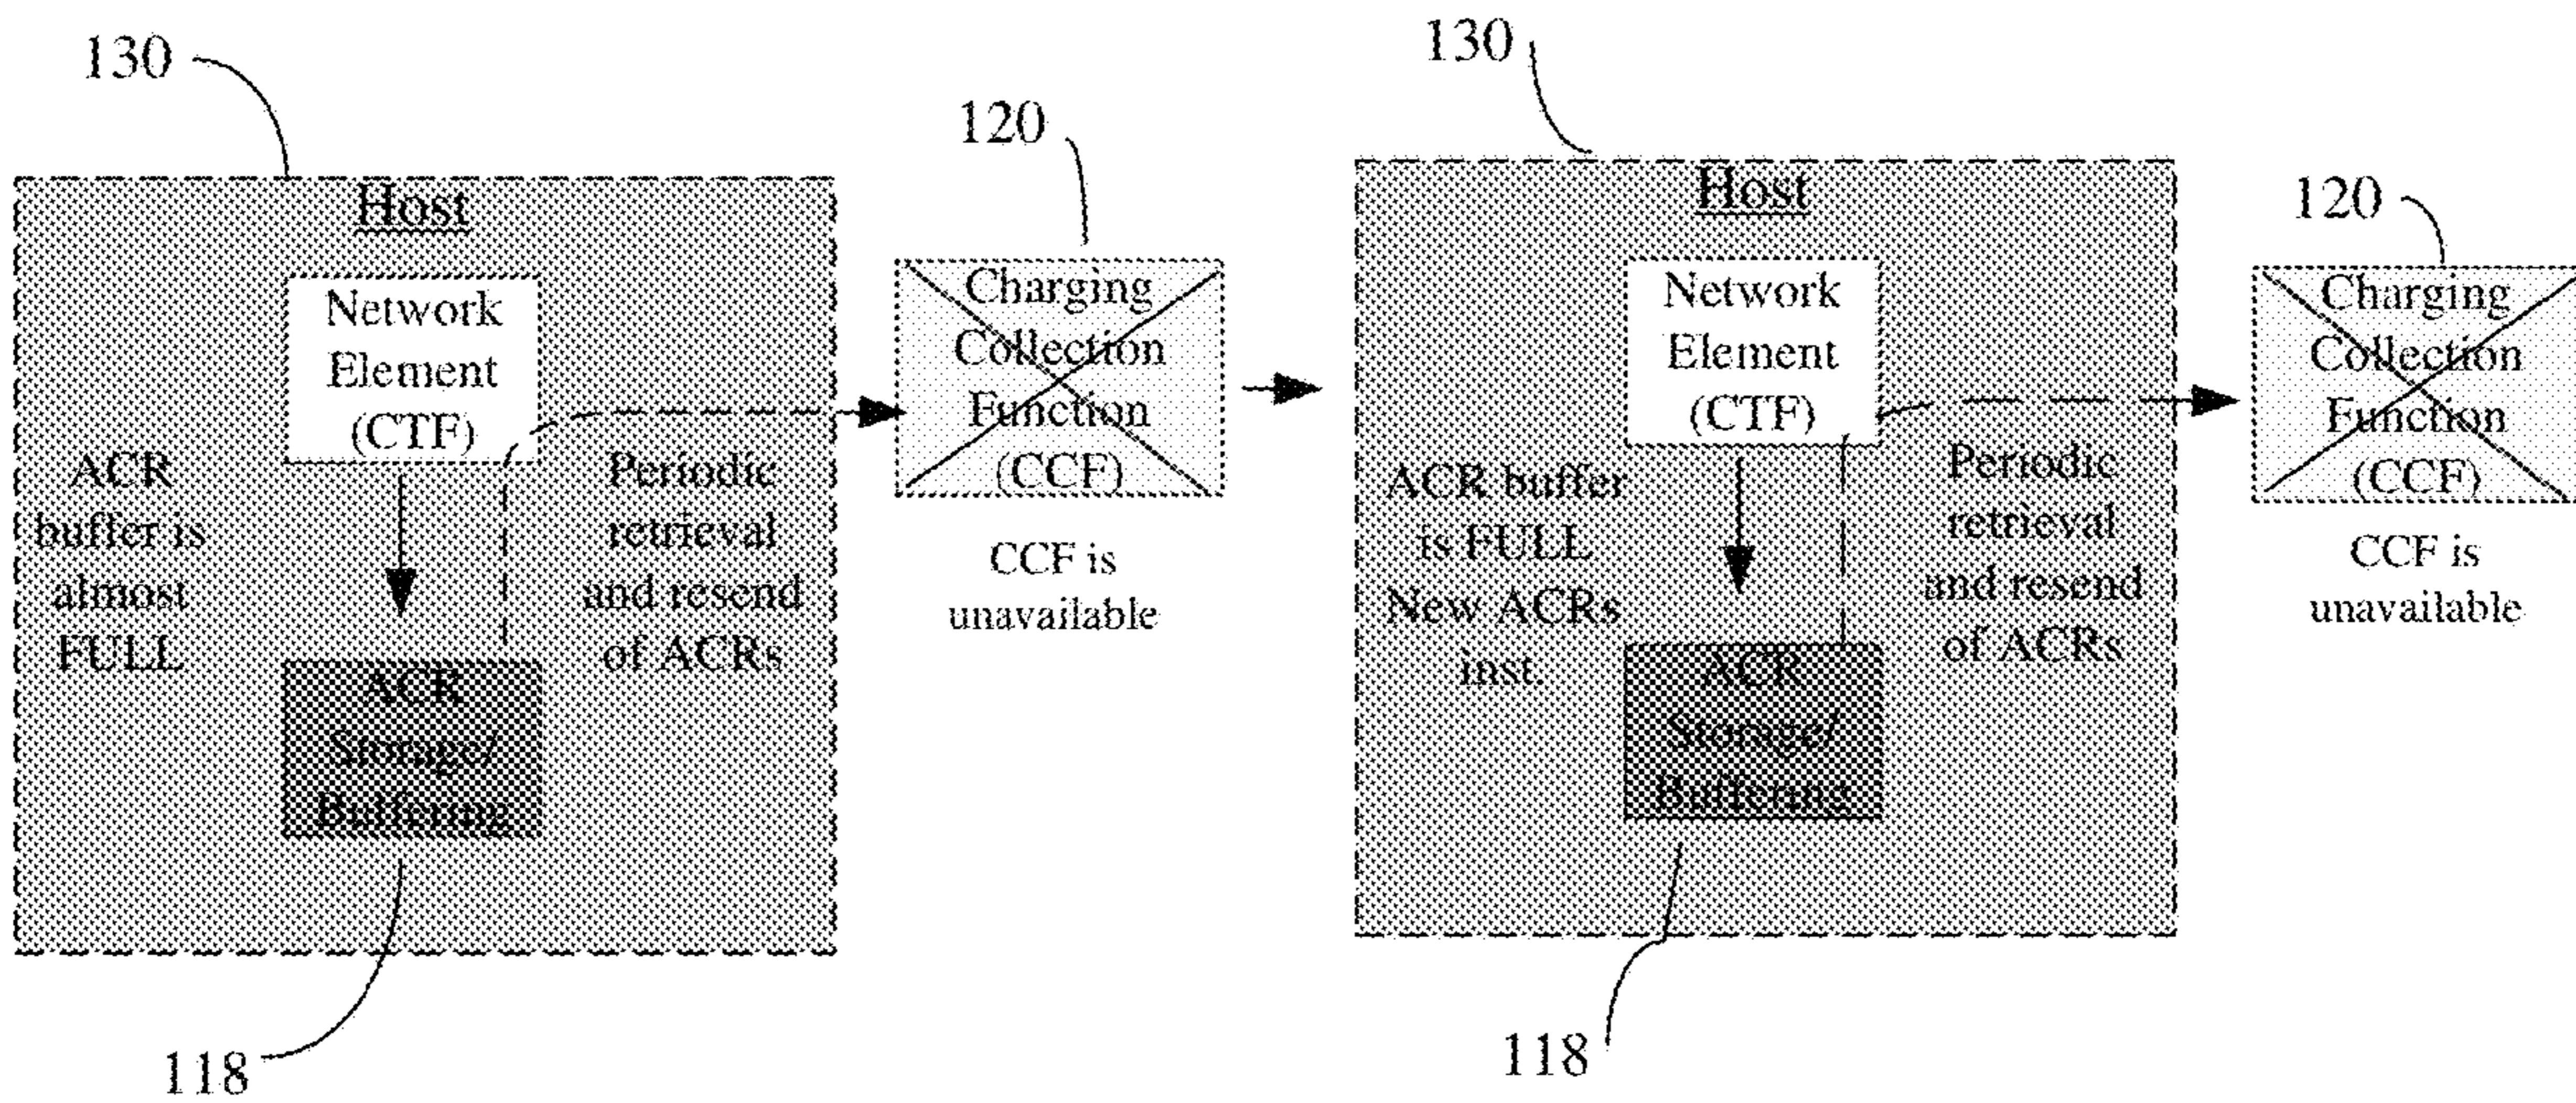 130
Host
Network
Element
(CTF)
ACR
buffer is
almost
FULL
Periodic
retrieval
and resend
of ACRs
ACR
Storage/
Buffering
118
120
Charging
Collection
Function
(CCF)
CCF is
unavailable
130
Host
Network
Element
(CTF)
ACR buffer
is FULL
New ACRs
inst.
Periodic
retrieval
and resend
of ACRs
ACR
Storage/
Buffering
118
120
Charging
Collection
Function
(CCF)
CCF is
unavailable